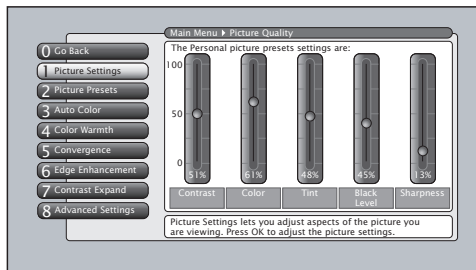 Main Menu ▸ Picture Quality
0 Go Back
1 Picture Settings
2 Picture Presets
3 Auto Color
4 Color Warmth
5 Convergence
6 Edge Enhancement
7 Contrast Expand
8 Advanced Settings
The Personal picture presets settings are:
100
50
0
51% 61% 48% 45% 13%
Contrast Color Tint Black Level Sharpness
Picture Settings lets you adjust aspects of the picture you
are viewing. Press OK to adjust the picture settings.